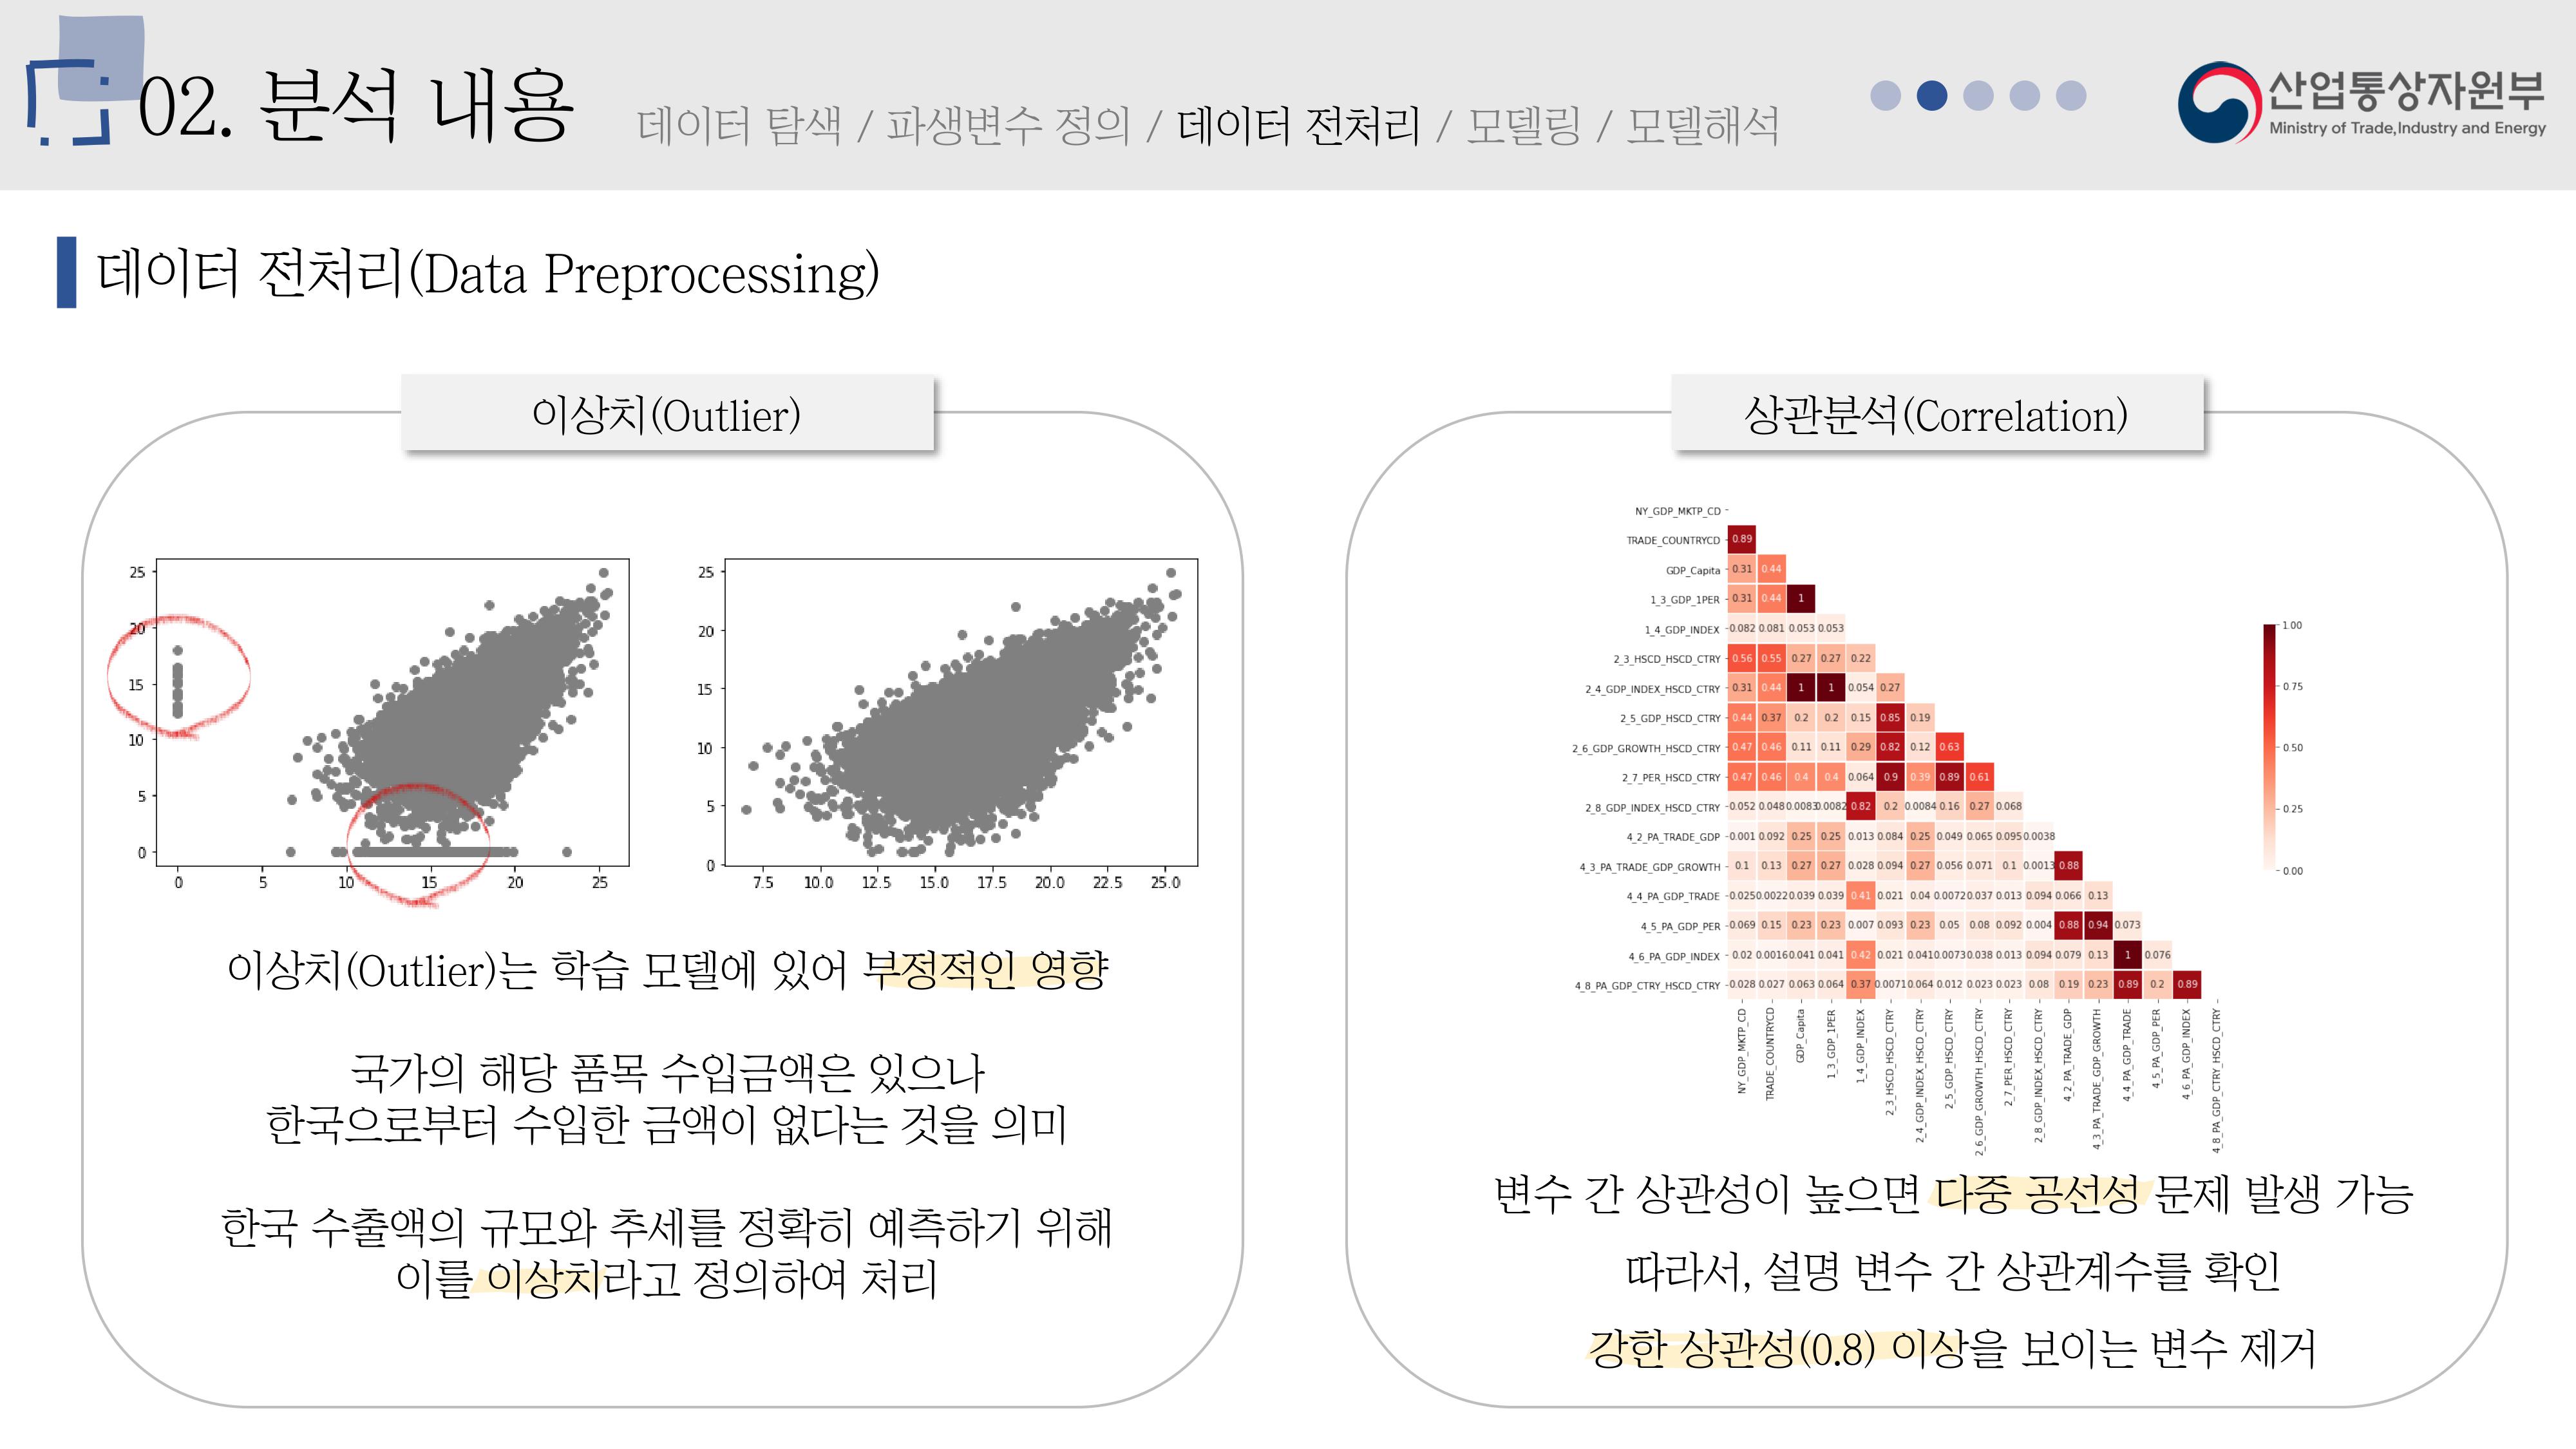 02. 분석 내용
데이터 탐색 / 파생변수 정의 / 데이터 전처리 / 모델링 / 모델해석
산업통상자원부
Ministry of Trade,Industry and Energy
데이터 전처리(Data Preprocessing)
이상치(Outlier)
25
20
15
10
5
0
0 5 10 15 20 25
25
20
15
10
5
0
7.5 10.0 12.5 15.0 17.5 20.0 22.5 25.0
이상치(Outlier)는 학습 모델에 있어 부정적인 영향
국가의 해당 품목 수입금액은 있으나
한국으로부터 수입한 금액이 없다는 것을 의미
한국 수출액의 규모와 추세를 정확히 예측하기 위해
이를 이상치라고 정의하여 처리
상관분석(Correlation)
NY_GDP_MKTP_CD
TRADE_COUNTRYCD 0.89
GDP_Capita 0.31 0.44
1_3_GDP_1PER 0.31 0.44 1
1_4_GDP_INDEX 0.082 0.081 0.053 0.053
2_3_HSCD_HSCD_CTRY 0.56 0.55 0.27 0.27 0.22
2_4_GDP_INDEX_HSCD_CTRY 0.31 0.44 1 1 0.054 0.27
2_5_GDP_HSCD_CTRY 0.44 0.37 0.2 0.2 0.15 0.85 0.19
2_6_GDP_GROWTH_HSCD_CTRY 0.47 0.46 0.11 0.11 0.29 0.82 0.12 0.63
2_7_PER_HSCD_CTRY 0.47 0.46 0.4 0.4 0.064 0.9 0.39 0.89 0.61
2_8_GDP_INDEX_HSCD_CTRY 0.052 0.048 0.0083 0.0082 0.82 0.2 0.0084 0.16 0.27 0.068
4_2_PA_TRADE_GDP 0.001 0.092 0.25 0.25 0.013 0.084 0.25 0.049 0.065 0.095 0.0038
4_3_PA_TRADE_GDP_GROWTH 0.1 0.13 0.27 0.27 0.028 0.094 0.27 0.056 0.071 0.1 0.0013 0.88
4_4_PA_GDP_TRADE 0.025 0.0022 0.039 0.039 0.41 0.021 0.04 0.0072 0.037 0.013 0.094 0.066 0.13
4_5_PA_GDP_PER 0.069 0.15 0.23 0.23 0.007 0.093 0.23 0.05 0.08 0.092 0.004 0.88 0.94 0.073
4_6_PA_GDP_INDEX 0.02 0.0016 0.041 0.041 0.42 0.021 0.041 0.0073 0.038 0.013 0.094 0.079 0.13 1 0.076
4_8_PA_GDP_CTRY_HSCD_CTRY 0.028 0.027 0.063 0.064 0.37 0.0071 0.064 0.012 0.023 0.023 0.08 0.19 0.23 0.89 0.2 0.89
NY_GDP_MKTP_CD
TRADE_COUNTRYCD
GDP_Capita
1_3_GDP_1PER
1_4_GDP_INDEX
2_3_HSCD_HSCD_CTRY
2_4_GDP_INDEX_HSCD_CTRY
2_5_GDP_HSCD_CTRY
2_6_GDP_GROWTH_HSCD_CTRY
2_7_PER_HSCD_CTRY
2_8_GDP_INDEX_HSCD_CTRY
4_2_PA_TRADE_GDP
4_3_PA_TRADE_GDP_GROWTH
4_4_PA_GDP_TRADE
4_5_PA_GDP_PER
4_6_PA_GDP_INDEX
4_8_PA_GDP_CTRY_HSCD_CTRY
1.00
0.75
0.50
0.25
0.00
변수 간 상관성이 높으면 다중 공선성 문제 발생 가능
따라서, 설명 변수 간 상관계수를 확인
강한 상관성(0.8) 이상을 보이는 변수 제거